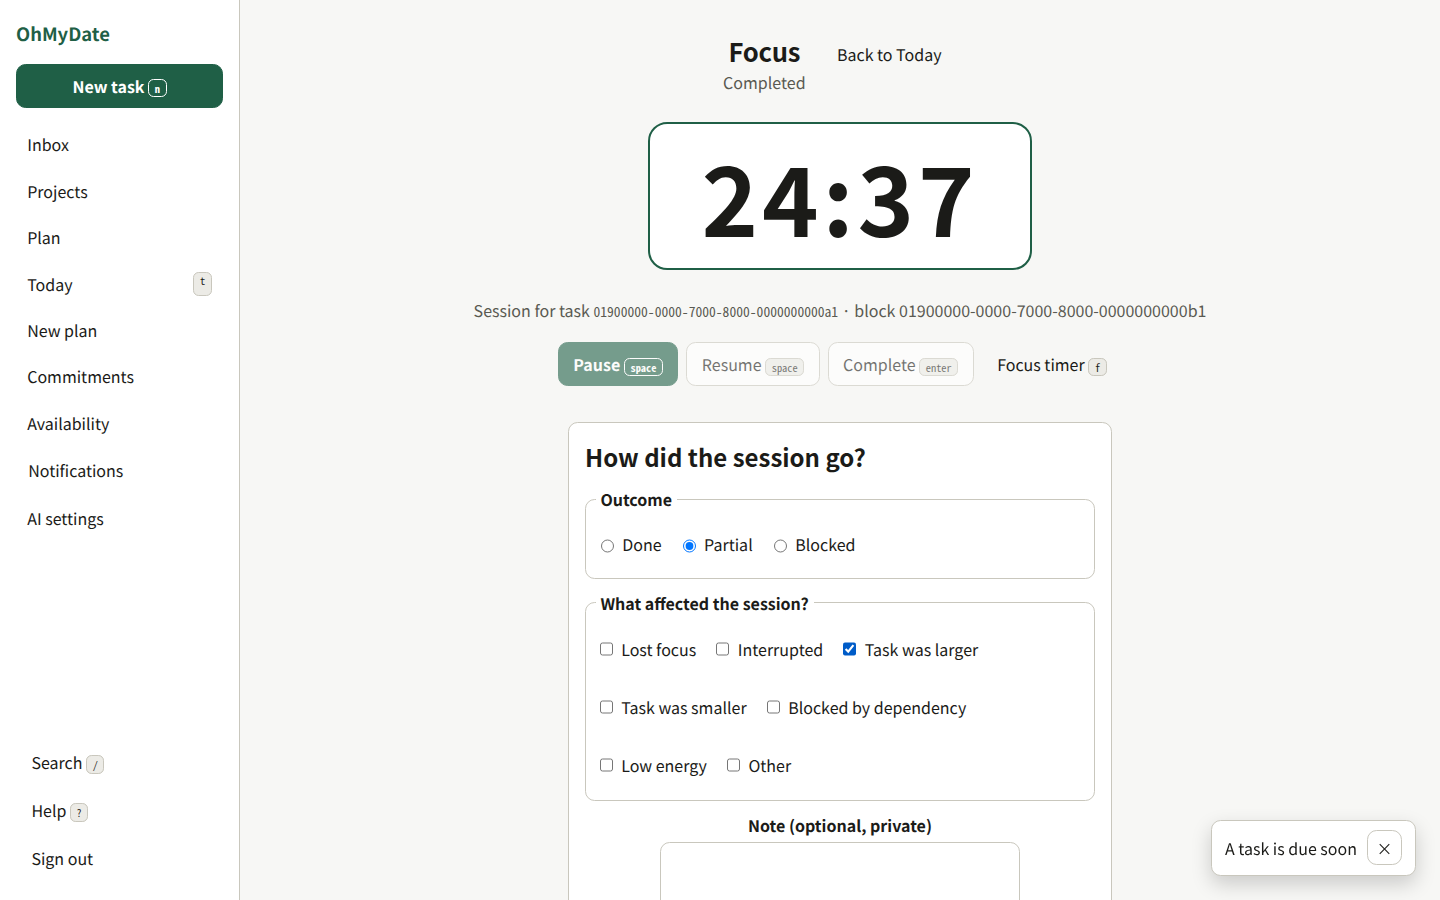 OhMyDate
New task n
Inbox
Projects
Plan
Today t
New plan
Commitments
Availability
Notifications
AI settings
Search /
Help ?
Sign out
Focus
Back to Today
Completed
24:37
Session for task 01900000-0000-7000-8000-0000000000a1 · block 01900000-0000-7000-8000-0000000000b1
Pause space
Resume space
Complete enter
Focus timer f
How did the session go?
Outcome
Done Partial Blocked
What affected the session?
Lost focus Interrupted Task was larger
Task was smaller Blocked by dependency
Low energy Other
Note (optional, private)
A task is due soon ×